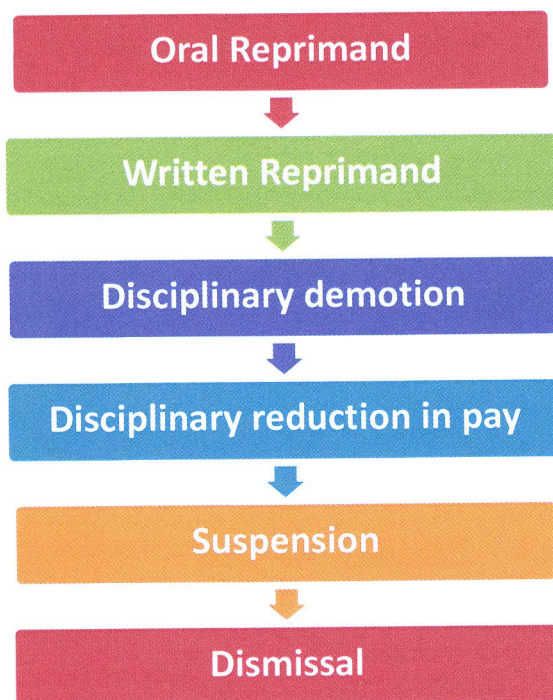 Oral Reprimand
Written Reprimand
Disciplinary demotion
Disciplinary reduction in pay
Suspension
Dismissal